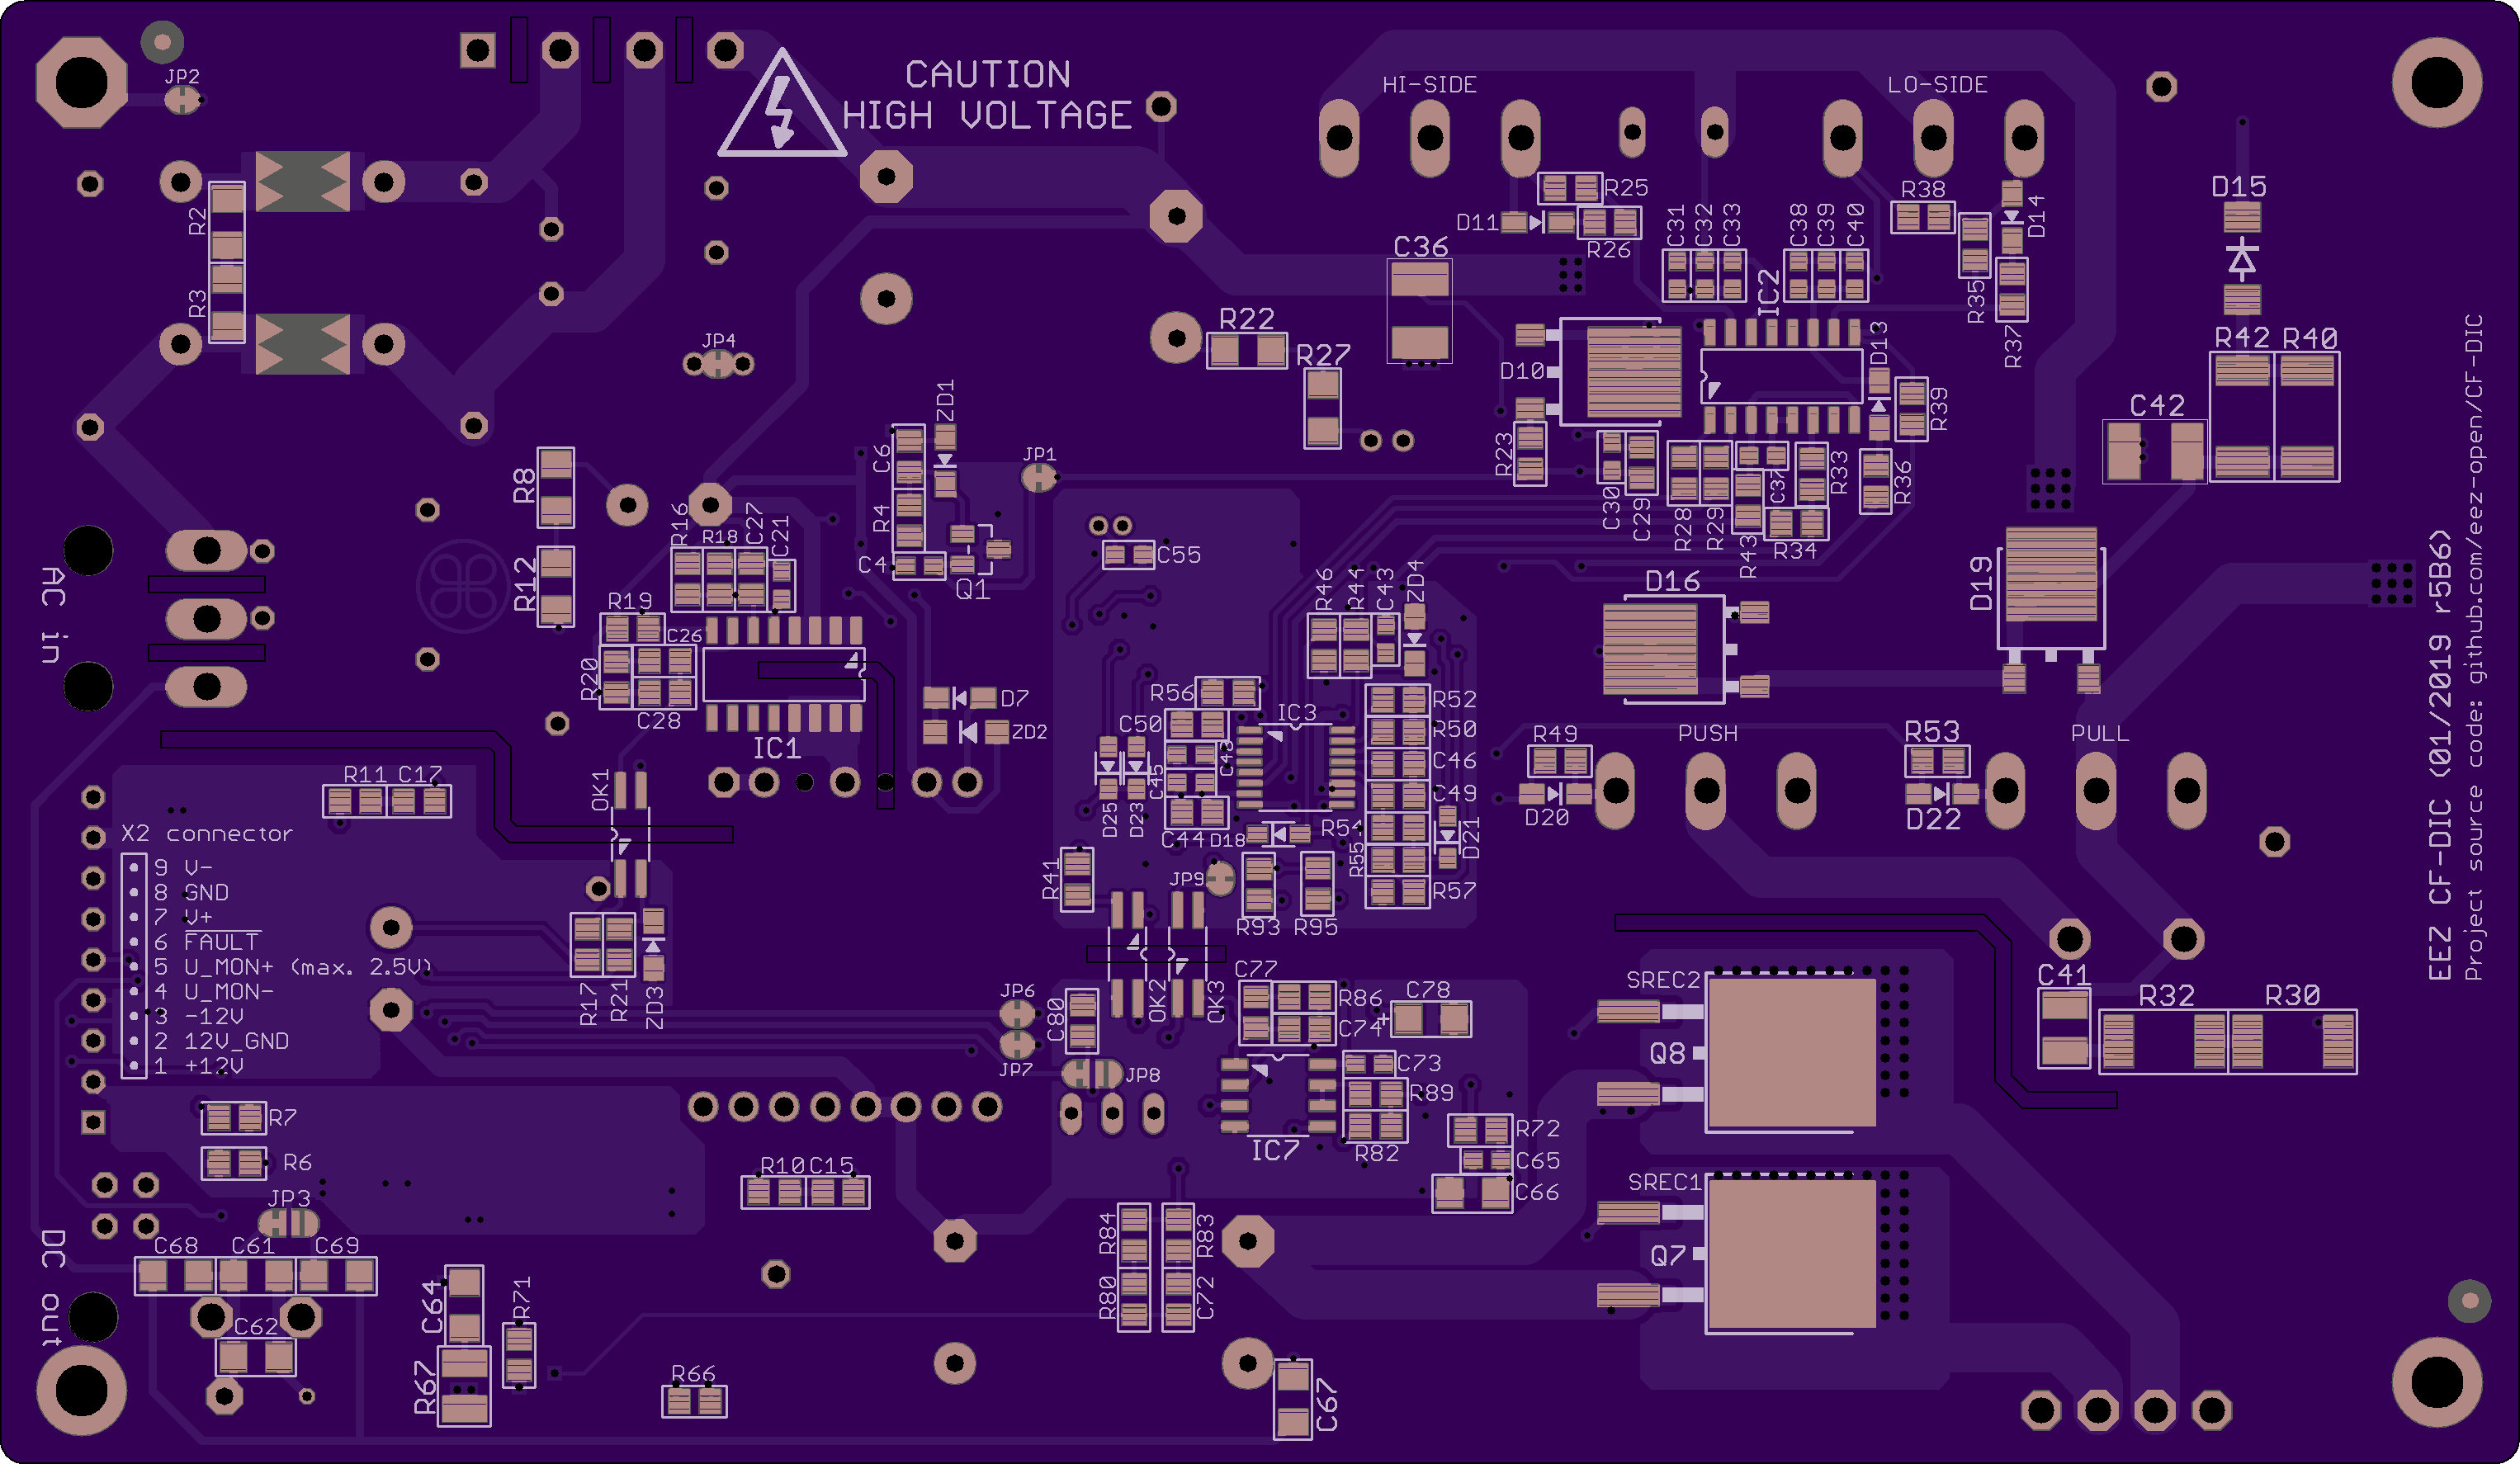 JP2
CAUTION
HIGH VOLTAGE
HI-SIDE
LO-SIDE
R2
R3
R25
D11
R26
C36
C31
C32
C33
C38
C39
C40
IC2
R38
D14
R35
R37
D15
R42
R40
R22
R27
JP4
D10
D13
R39
C42
ZD1
C6
JP1
R4
C4
Q1
R8
R12
R16
R18
C27
C21
R23
C30
C29
R28
R29
C37
R43
R33
R34
R36
C55
R19
C26
R20
C28
IC1
D7
ZD2
R46
R44
C43
ZD4
D16
D19
AC in
R56
C50
IC3
C45
C48
C44
D18
D25
D23
R52
R50
C46
C49
R54
R55
R57
D21
R49
PUSH
D20
R53
D22
PULL
EEZ CF-DIC (01/2019 r5B6)
Project source code: github.com/eez-open/CF-DIC
R11
C17
OK1
X2 connector
9 V-
8 GND
7 V+
6 FAULT
5 U_MON+ (max. 2.5V)
4 U_MON-
3 -12V
2 12V_GND
1 +12V
R17
R21
ZD3
R41
JP9
R93
R95
OK2
OK3
JP6
JP7
C80
JP8
C77
R86
C74
C78
+
C73
R89
R82
IC7
R72
C65
C66
SREC2
Q8
SREC1
Q7
C41
R32
R30
R7
R6
JP3
R10
C15
DC out
C68
C61
C69
C62
C64
R71
R67
R66
R84
R83
R80
C72
C67